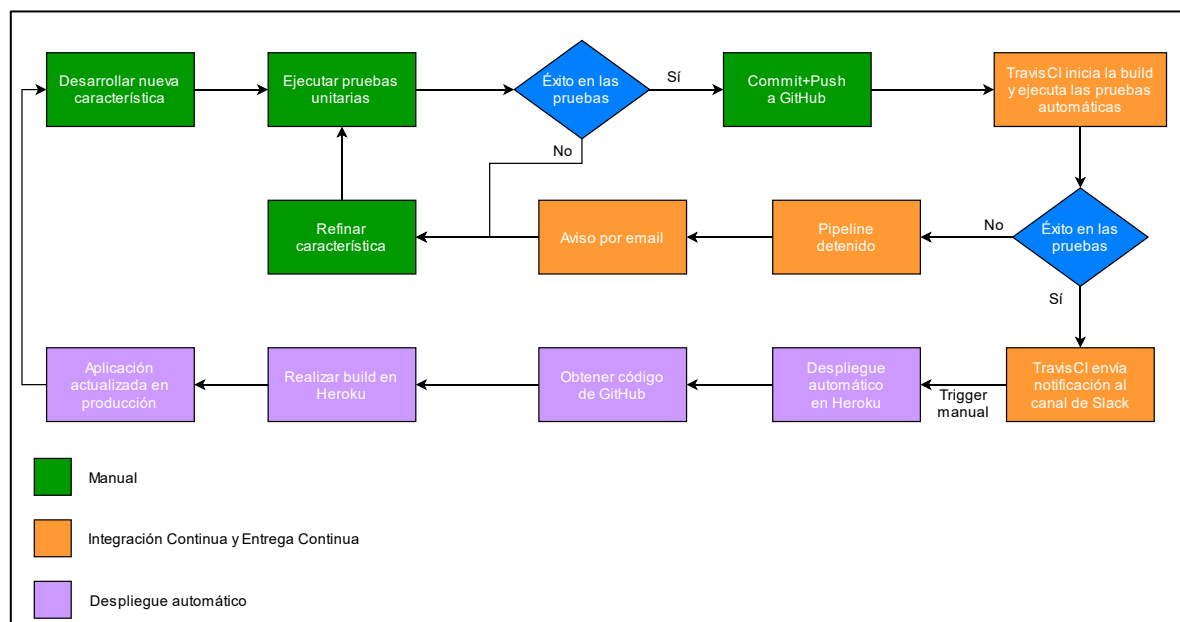 Desarrollar nueva
característica
Ejecutar pruebas
unitarias
Éxito en las
pruebas
Sí
Commit+Push
a GitHub
TravisCI inicia la build
y ejecuta las pruebas
automáticas
No
Refinar
característica
Aviso por email
Pipeline
detenido
No
Éxito en las
pruebas
Sí
Aplicación
actualizada en
producción
Realizar build en
Heroku
Obtener código
de GitHub
Despliegue
automático
en Heroku
Trigger
manual
TravisCI envía
notificación al
canal de Slack
Manual
Integración Continua y Entrega Continua
Despliegue automático